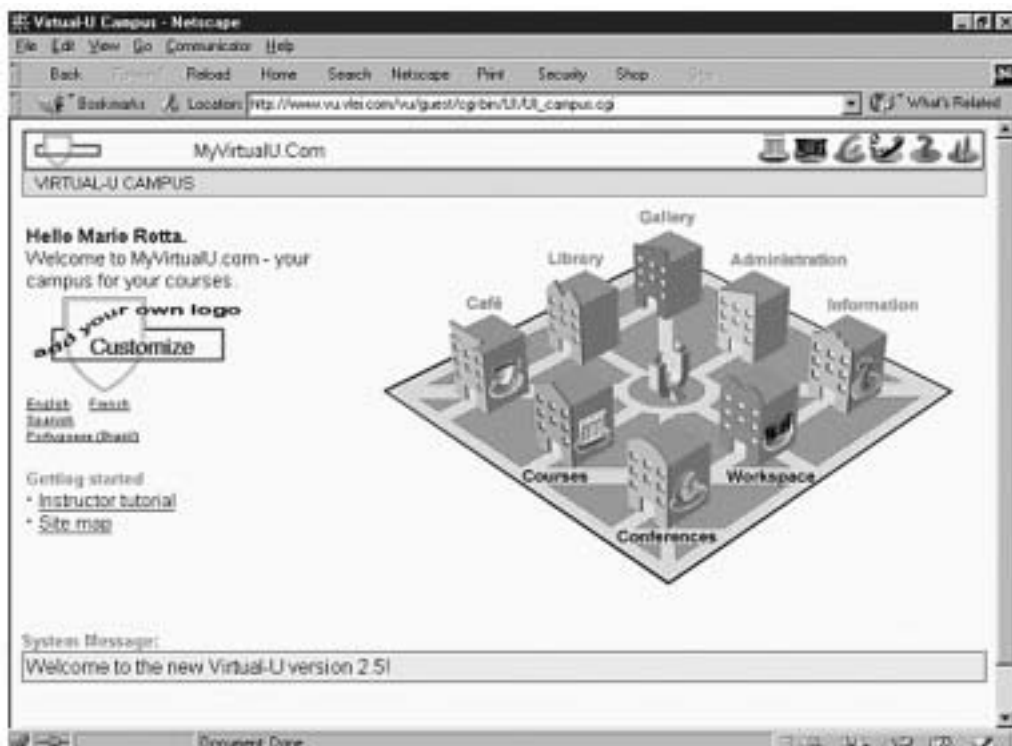 Virtual-U Campus - Netscape
File Edit View Go Communicator Help
Back Reload Home Search Netscape Print Security Shop
Bookmarks Location: http://www.vu.vlei.com/vu/guest/cgi-bin/UI/UI_campus.cgi What's Related
MyVirtualU.Com
VIRTUAL-U CAMPUS
Hello Mario Rotta.
Welcome to MyVirtualU.com - your
campus for your courses.
add your own logo
Customize
English French
Spanish
Portuguese (Brazil)
Getting started
· Instructor tutorial
· Site map
Gallery
Library
Administration
Café
Information
Courses
Workspace
Conferences
System Message:
Welcome to the new Virtual-U version 2.5!
Document: Done